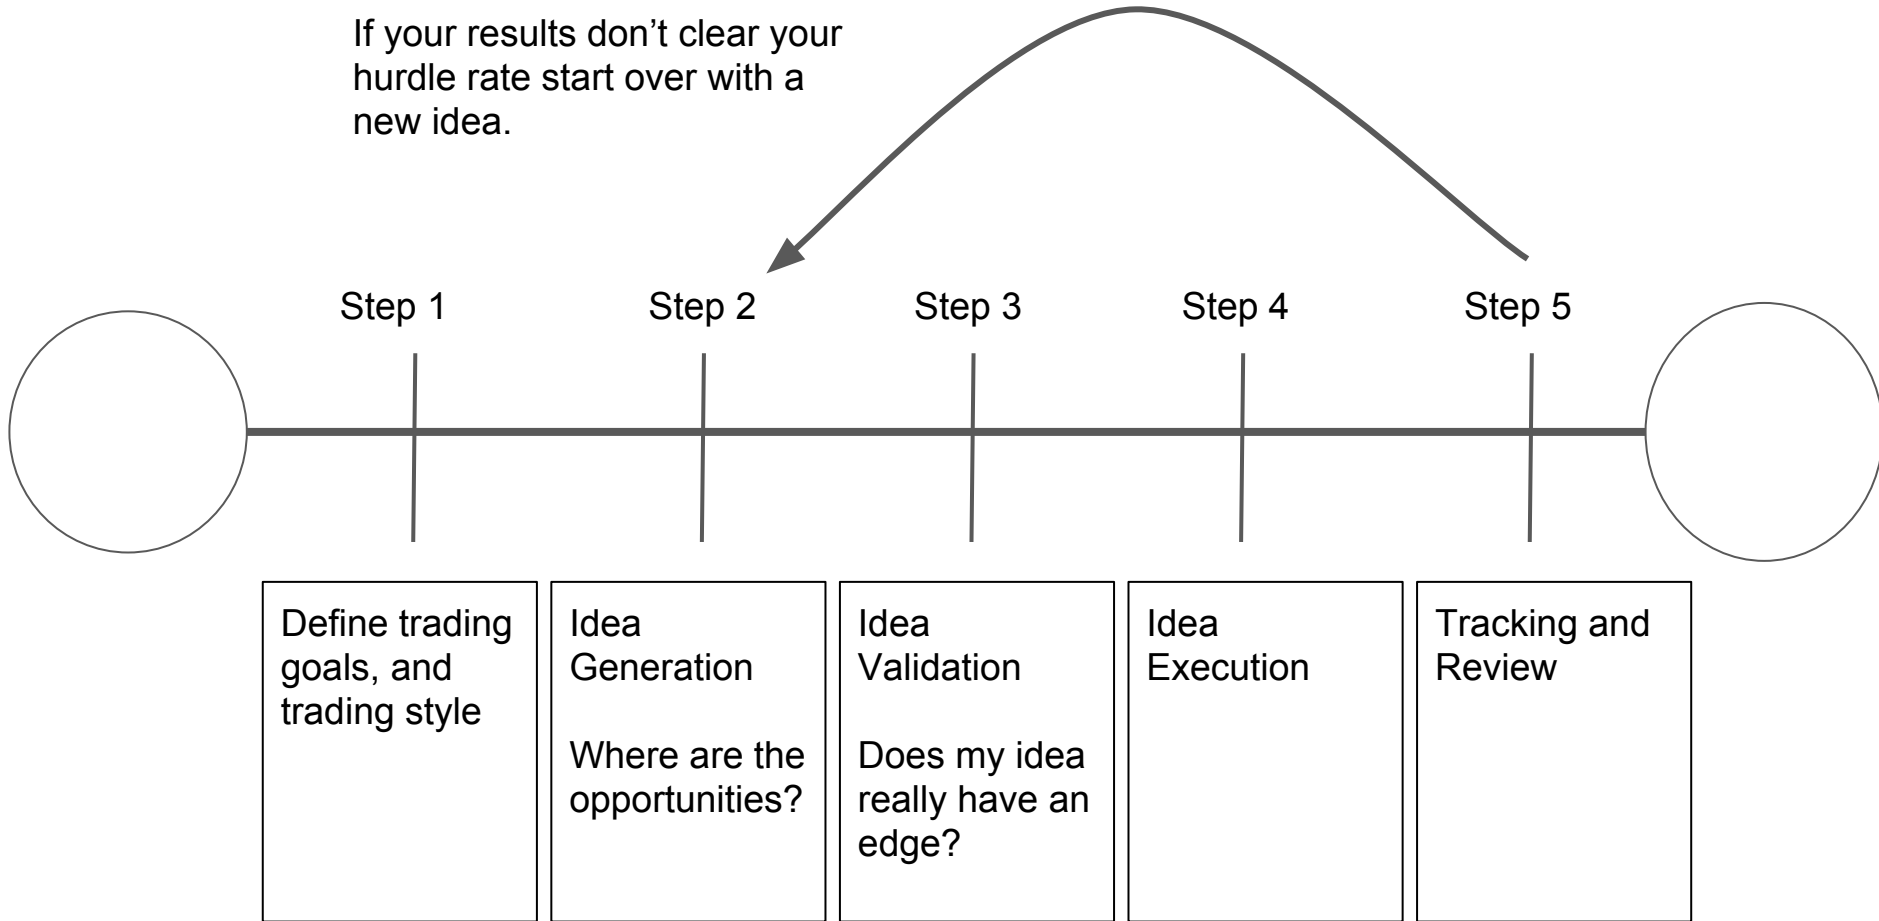 If your results don’t clear your
hurdle rate start over with a
new idea.
Step 1
Step 2
Step 3
Step 4
Step 5
Define trading
goals, and
trading style
Idea
Generation
Where are the
opportunities?
Idea
Validation
Does my idea
really have an
edge?
Idea
Execution
Tracking and
Review